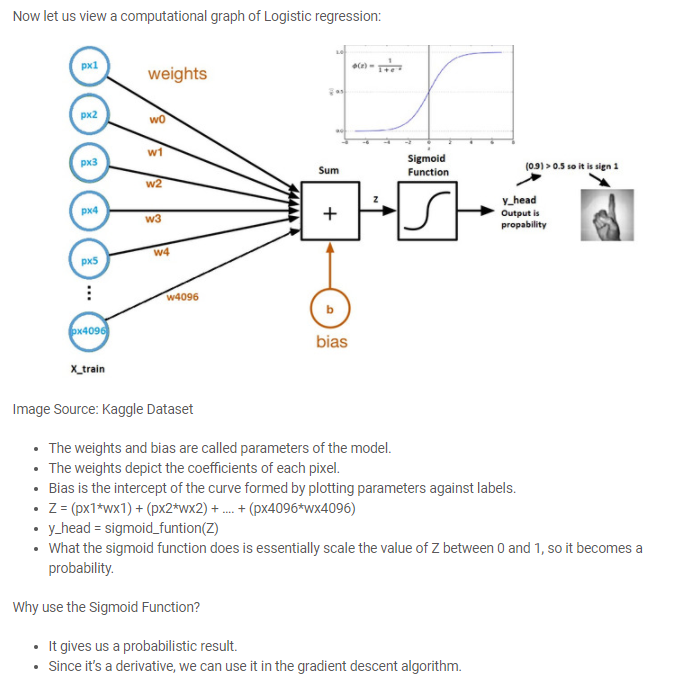 Now let us view a computational graph of Logistic regression:
px1
weights
px2
w0
px3
w1
w2
px4
w3
px5
w4
w4096
px4096
X_train
Sum
+
b
bias
z
Sigmoid
Function
(0.9) > 0.5 so it is sign 1
y_head
Output is
propability
Image Source: Kaggle Dataset
• The weights and bias are called parameters of the model.
• The weights depict the coefficients of each pixel.
• Bias is the intercept of the curve formed by plotting parameters against labels.
• Z = (px1*wx1) + (px2*wx2) + .... + (px4096*wx4096)
• y_head = sigmoid_funtion(Z)
• What the sigmoid function does is essentially scale the value of Z between 0 and 1, so it becomes a
probability.
Why use the Sigmoid Function?
• It gives us a probabilistic result.
• Since it's a derivative, we can use it in the gradient descent algorithm.